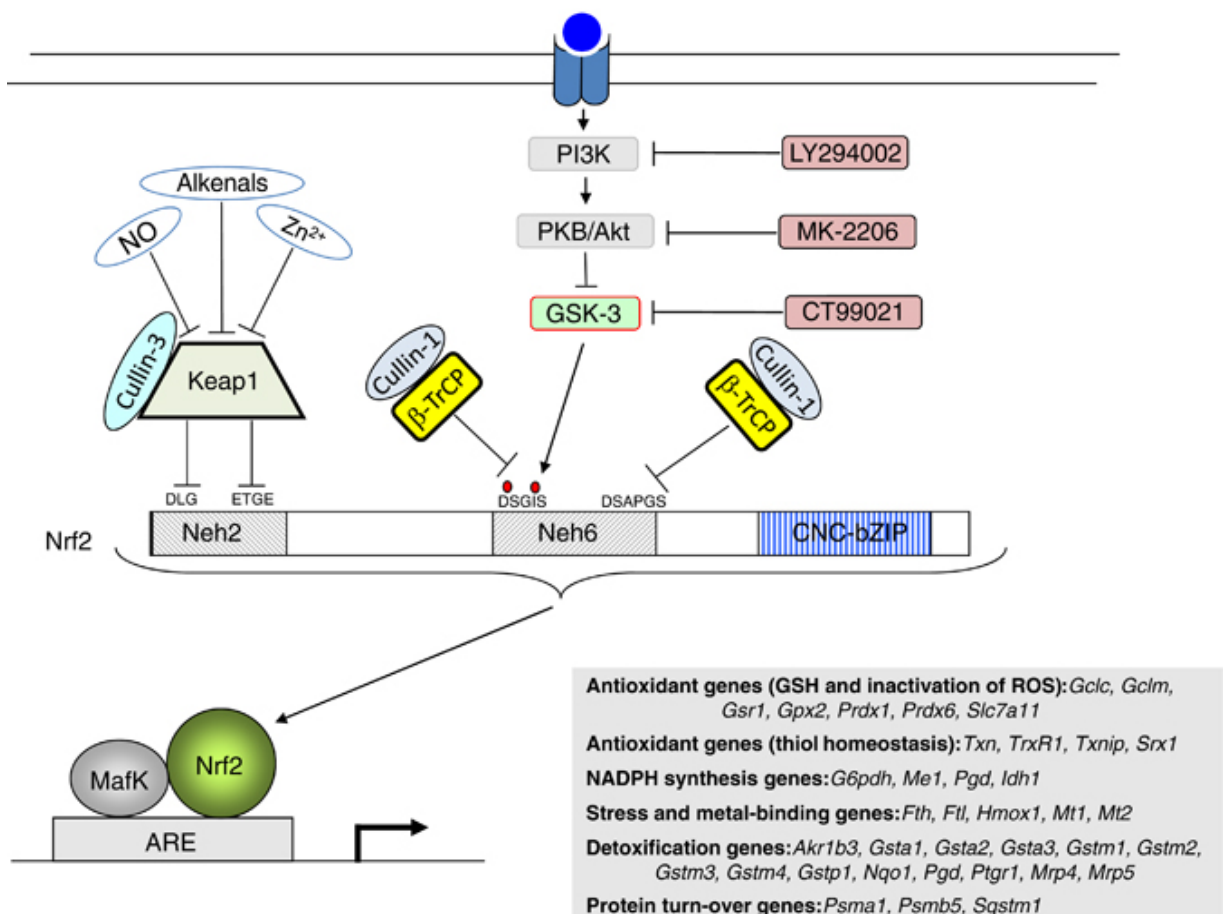 PI3K
LY294002
Alkenals
NO
Zn²⁺
PKB/Akt
MK-2206
GSK-3
CT99021
Cullin-3
Keap1
Cullin-1
β-TrCP
Cullin-1
β-TrCP
DLG
ETGE
DSGIS
DSAPGS
Nrf2
Neh2
Neh6
CNC-bZIP
MafK
Nrf2
ARE
Antioxidant genes (GSH and inactivation of ROS):Gclc, Gclm,
Gsr1, Gpx2, Prdx1, Prdx6, Slc7a11
Antioxidant genes (thiol homeostasis):Txn, TrxR1, Txnip, Srx1
NADPH synthesis genes:G6pdh, Me1, Pgd, Idh1
Stress and metal-binding genes:Fth, Ftl, Hmox1, Mt1, Mt2
Detoxification genes:Akr1b3, Gsta1, Gsta2, Gsta3, Gstm1, Gstm2,
Gstm3, Gstm4, Gstp1, Nqo1, Pgd, Ptgr1, Mrp4, Mrp5
Protein turn-over genes:Psma1, Psmb5, Sqstm1